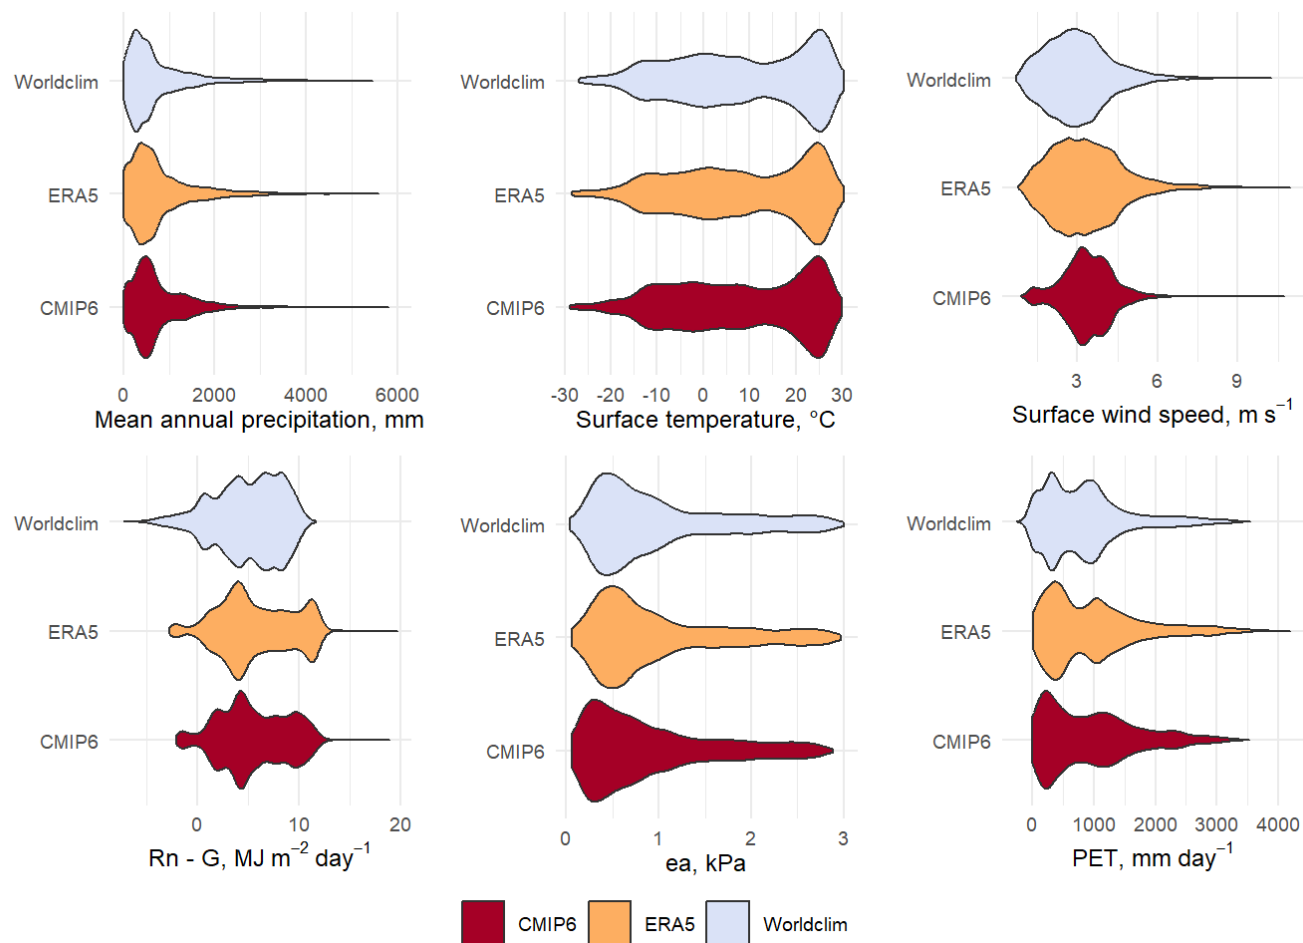 Worldclim
ERA5
CMIP6
0 2000 4000 6000
Mean annual precipitation, mm
Worldclim
ERA5
CMIP6
-30 -20 -10 0 10 20 30
Surface temperature, °C
Worldclim
ERA5
CMIP6
3 6 9
Surface wind speed, m s⁻¹
Worldclim
ERA5
CMIP6
0 10 20
Rn - G, MJ m⁻² day⁻¹
Worldclim
ERA5
CMIP6
0 1 2 3
ea, kPa
Worldclim
ERA5
CMIP6
0 1000 2000 3000 4000
PET, mm day⁻¹
CMIP6 ERA5 Worldclim